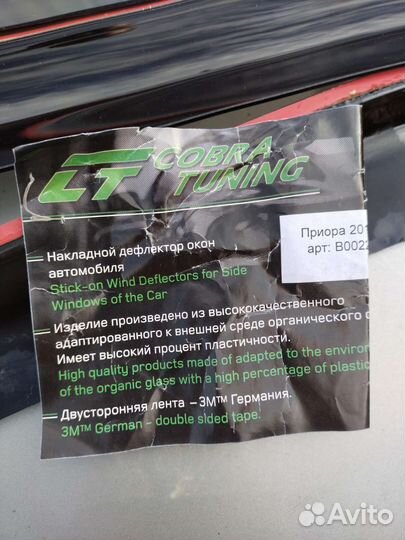 CT COBRA
TUNING
— Накладной дефлектор окон
автомобиля
Stick-on Wind Deflectors for Side
Windows of the Car
Приора 201
арт: B0022
— Изделие произведено из высококачественного
адаптированного к внешней среде органического с
Имеет высокий процент пластичности.
High quality products made of adapted to the environ
of the organic glass with a high percentage of plastic
— Двусторонняя лента – 3M™ Германия.
3M™ German - double sided tape.
Avito